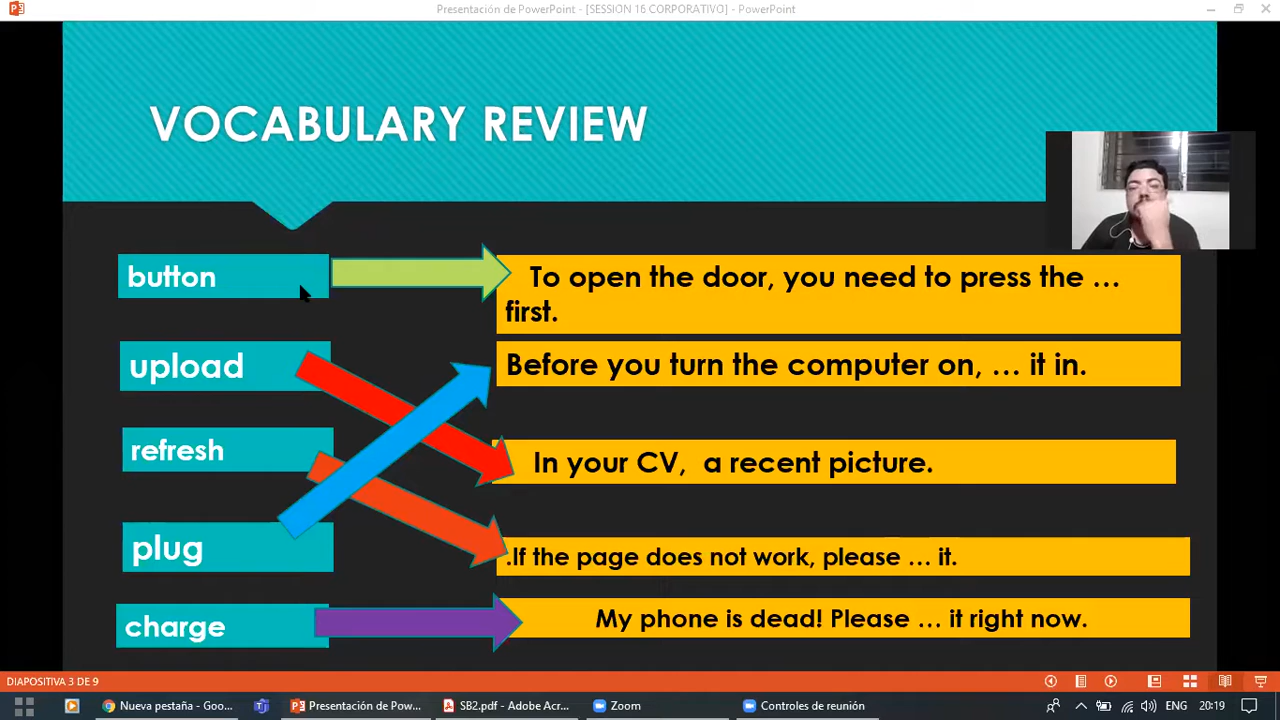 Presentación de PowerPoint - [SESSION 16 CORPORATIVO] - PowerPoint
VOCABULARY REVIEW
button
To open the door, you need to press the …
first.
upload
Before you turn the computer on, … it in.
refresh
In your CV,  a recent picture.
plug
.If the page does not work, please … it.
charge
My phone is dead! Please … it right now.
DIAPOSITIVA 3 DE 9
Nueva pestaña - Goo...
Presentación de Pow...
SB2.pdf - Adobe Acr...
Zoom
Controles de reunión
ENG
20:19